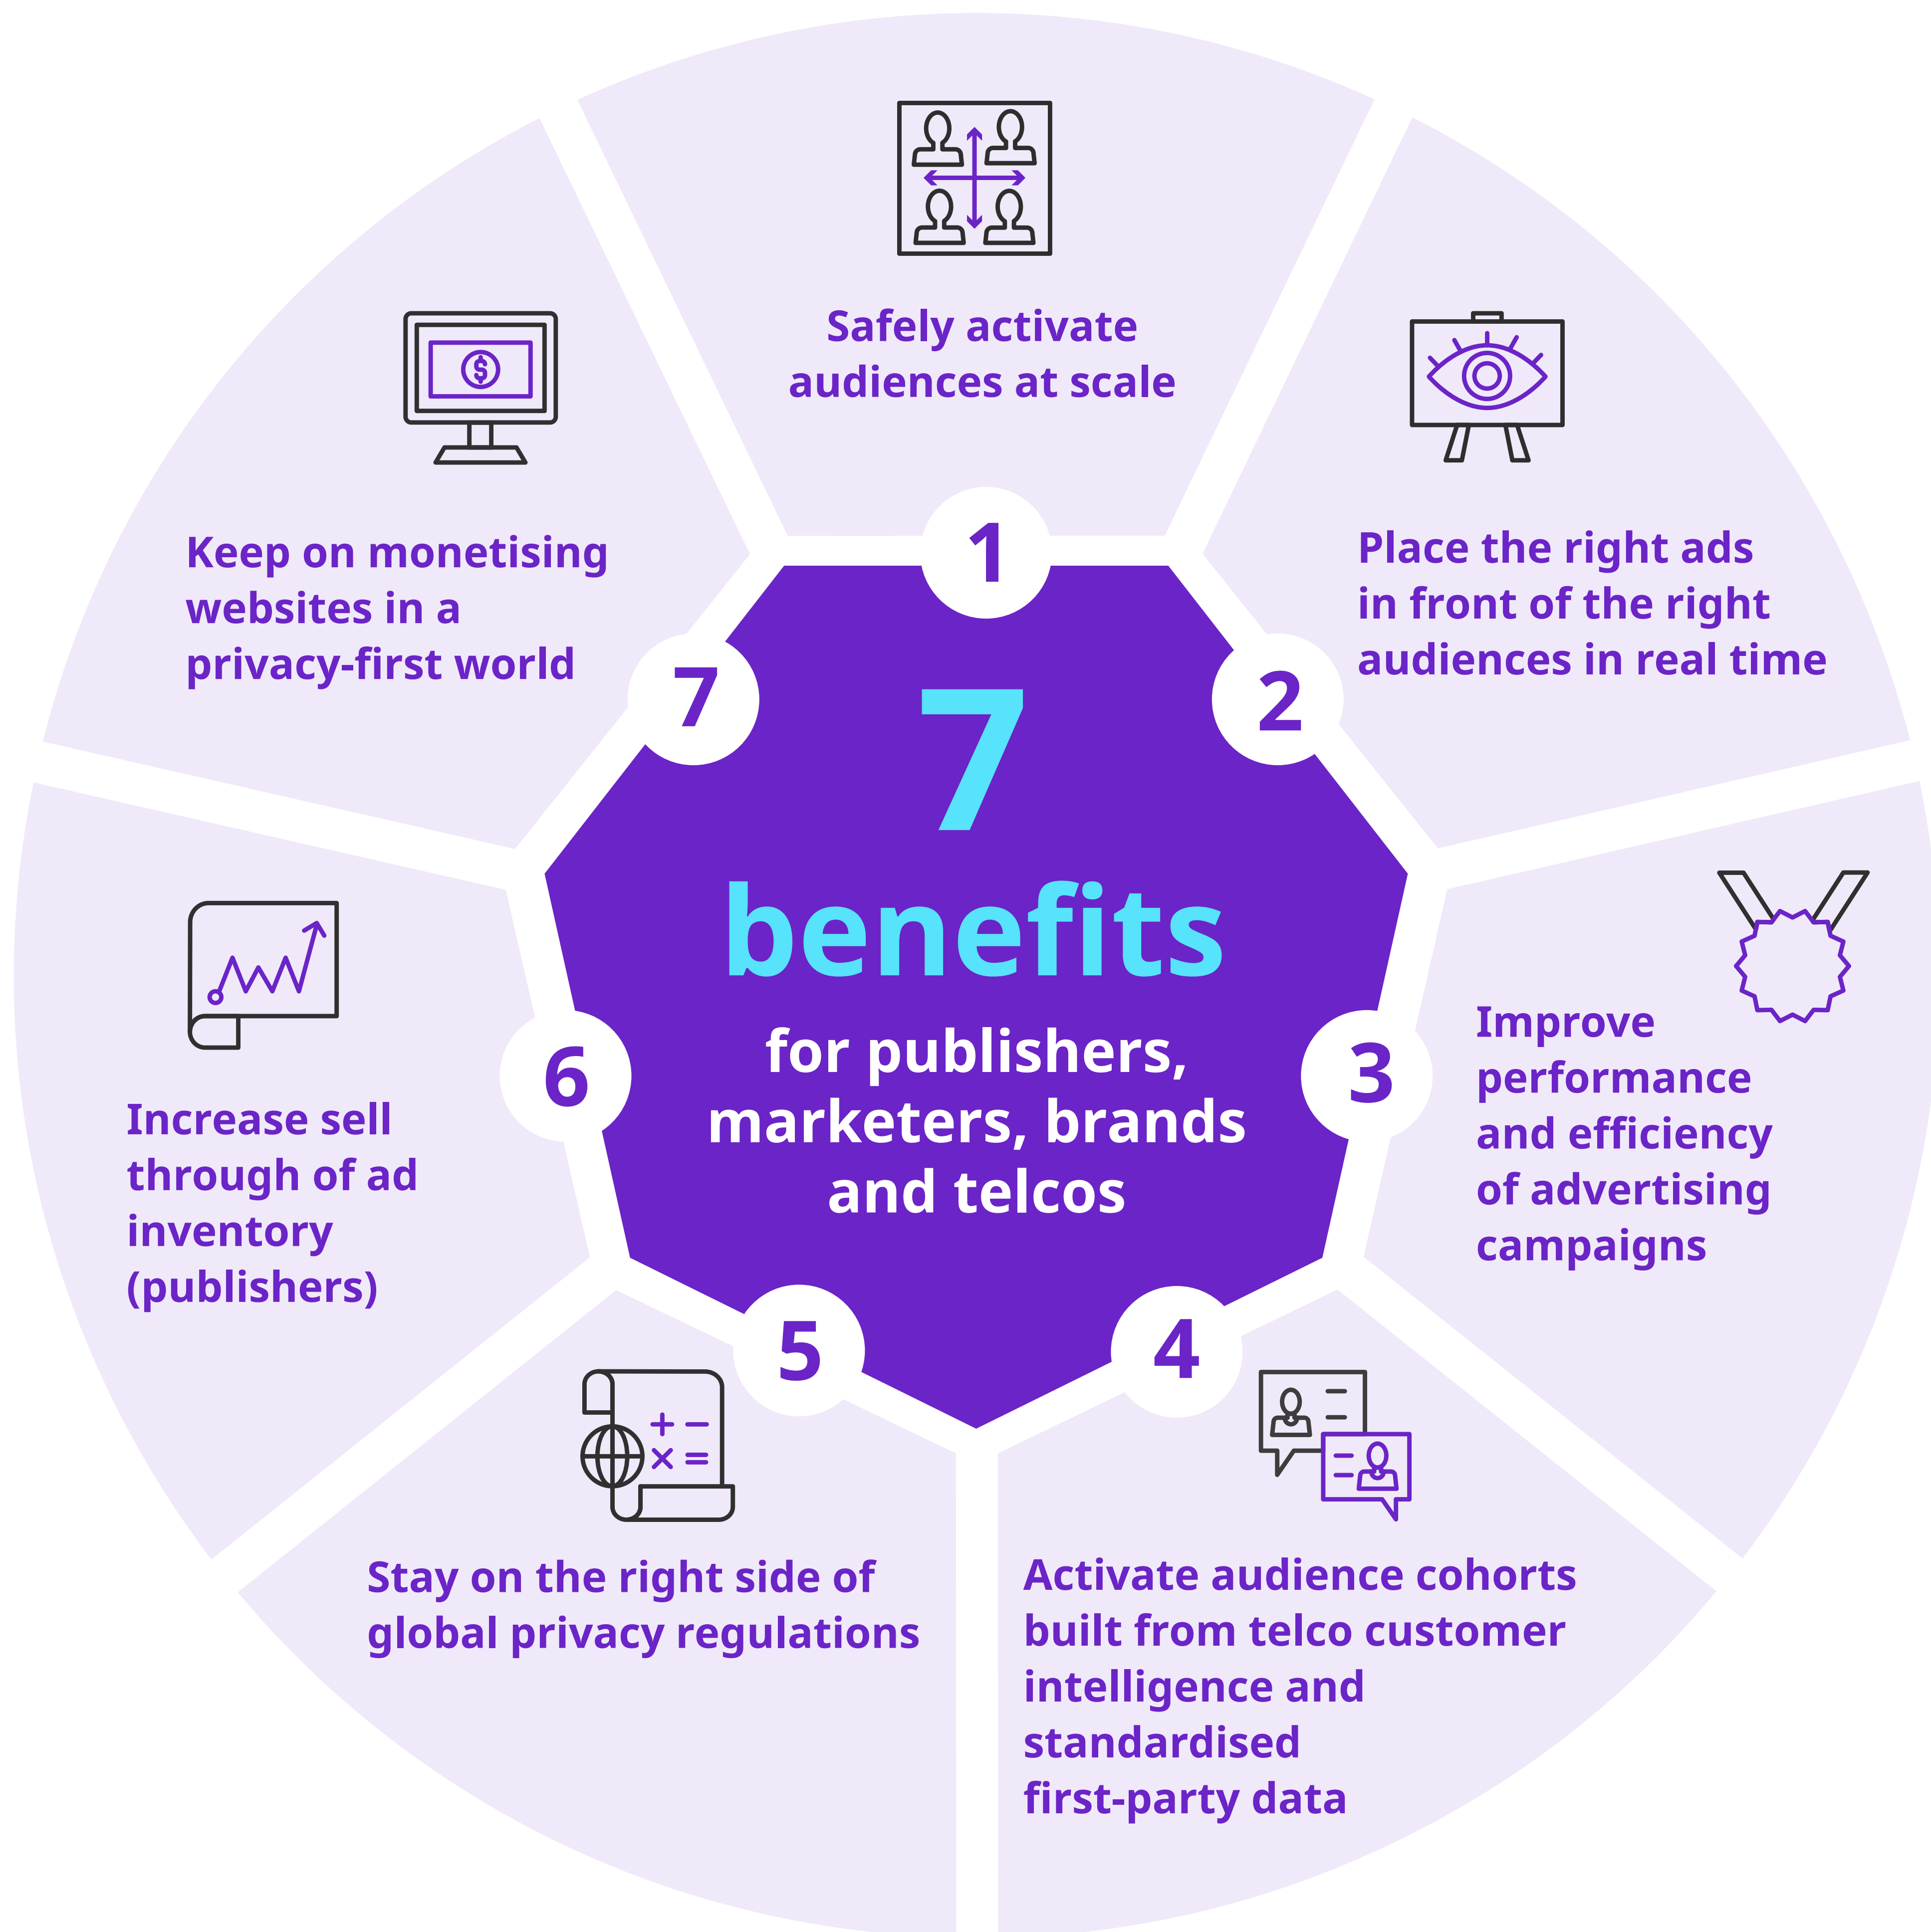 7
benefits
for publishers,
marketers, brands
and telcos
1
Safely activate
audiences at scale
2
Place the right ads
in front of the right
audiences in real time
3
Improve
performance
and efficiency
of advertising
campaigns
4
Activate audience cohorts
built from telco customer
intelligence and
standardised
first-party data
5
Stay on the right side of
global privacy regulations
6
Increase sell
through of ad
inventory
(publishers)
7
Keep on monetising
websites in a
privacy-first world
$